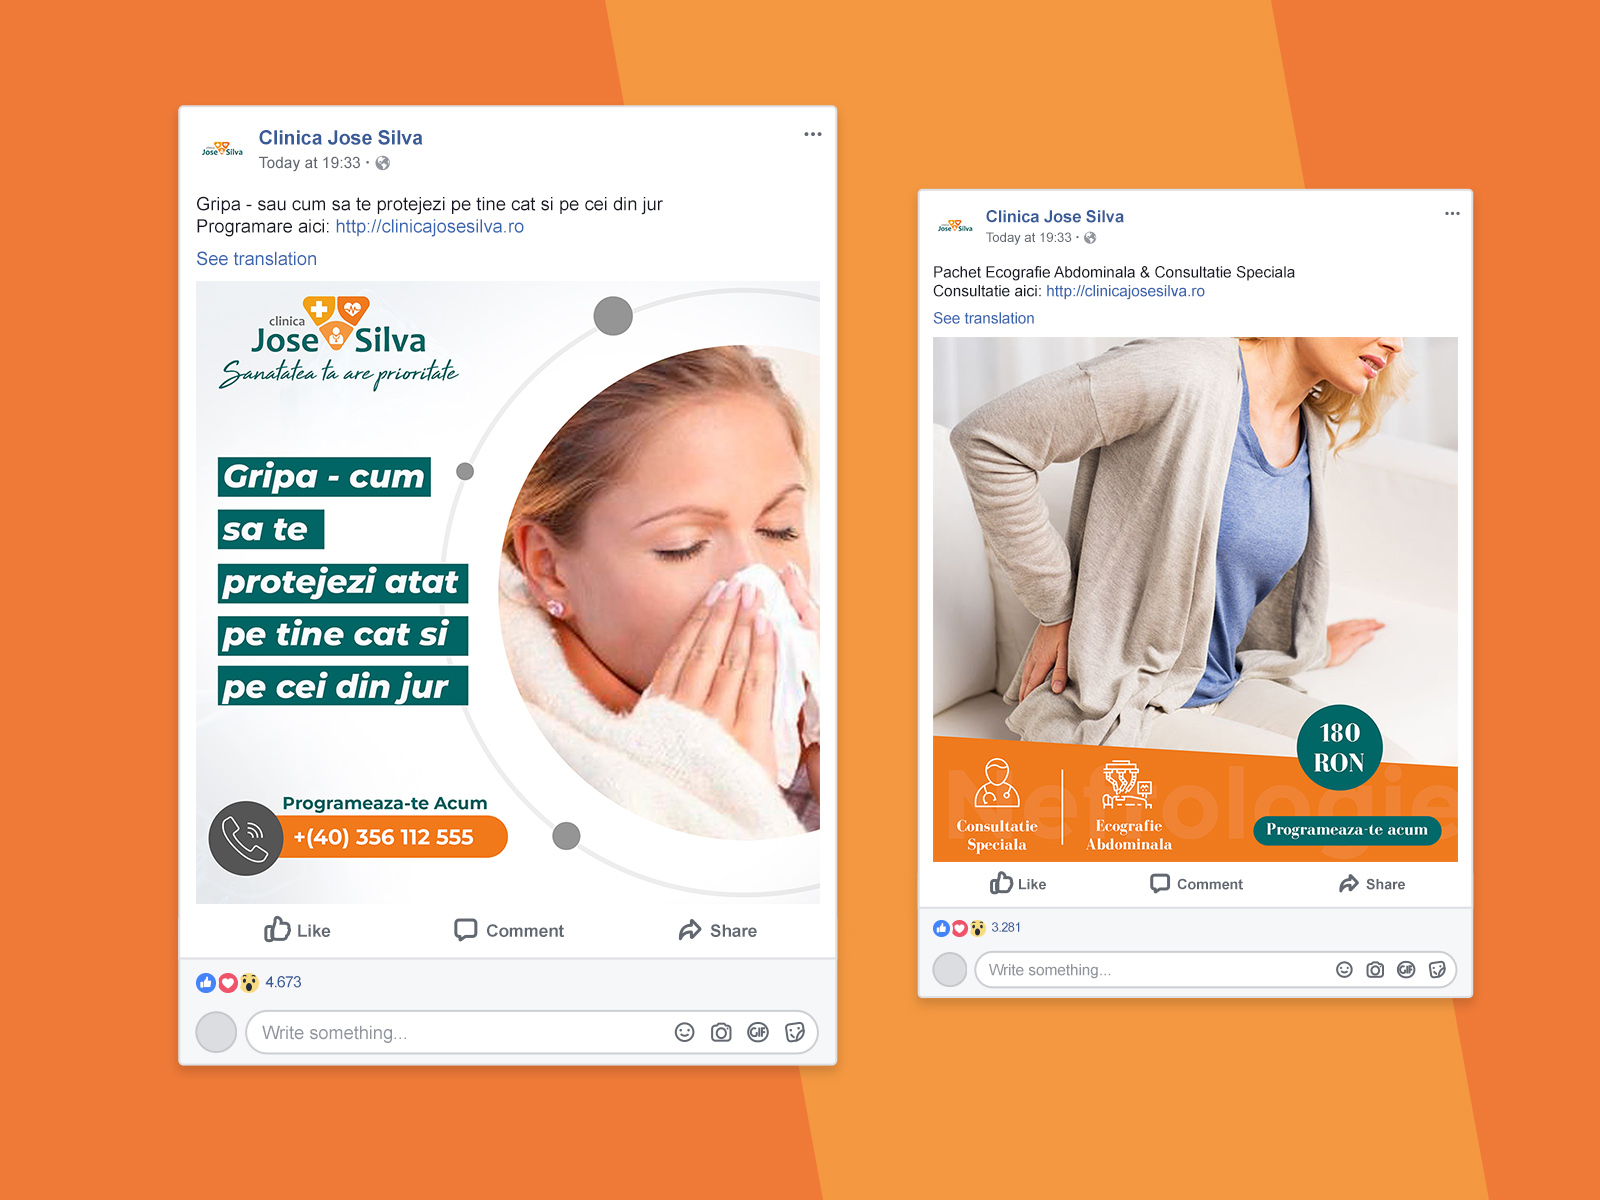 Clinica Jose Silva
Today at 19:33 ·
Gripa - sau cum sa te protejezi pe tine cat si pe cei din jur
Programare aici: http://clinicajosesilva.ro
See translation
clinica
Jose Silva
Sanatatea ta are prioritate
Gripa - cum
sa te
protejezi atat
pe tine cat si
pe cei din jur
Programeaza-te Acum
+(40) 356 112 555
Like
Comment
Share
4.673
Write something...
GIF
Clinica Jose Silva
Today at 19:33 ·
Pachet Ecografie Abdominala & Consultatie Speciala
Consultatie aici: http://clinicajosesilva.ro
See translation
180
RON
Nefrologie
Consultatie
Speciala
Ecografie
Abdominala
Programeaza-te acum
Like
Comment
Share
3.281
Write something...
GIF